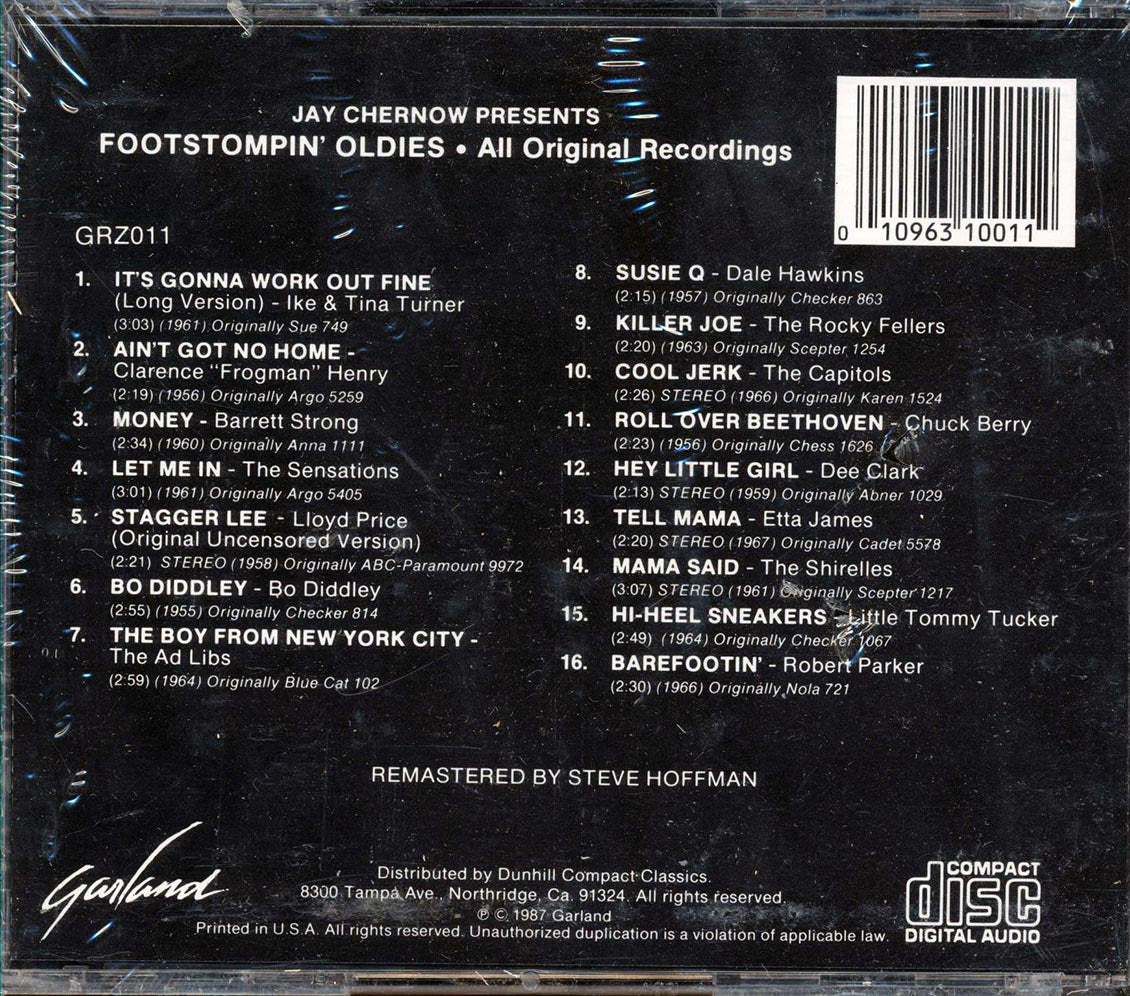 JAY CHERNOW PRESENTS
FOOTSTOMPIN' OLDIES • All Original Recordings
0 10963 10011
GRZ011
1. IT'S GONNA WORK OUT FINE
(Long Version) - Ike & Tina Turner
(3:03) (1961) Originally Sue 749
2. AIN'T GOT NO HOME -
Clarence "Frogman" Henry
(2:19) (1956) Originally Argo 5259
3. MONEY - Barrett Strong
(2:34) (1960) Originally Anna 1111
4. LET ME IN - The Sensations
(3:01) (1961) Originally Argo 5405
5. STAGGER LEE - Lloyd Price
(Original Uncensored Version)
(2:21) STEREO (1958) Originally ABC-Paramount 9972
6. BO DIDDLEY - Bo Diddley
(2:55) (1955) Originally Checker 814
7. THE BOY FROM NEW YORK CITY -
The Ad Libs
(2:59) (1964) Originally Blue Cat 102
8. SUSIE Q - Dale Hawkins
(2:15) (1957) Originally Checker 863
9. KILLER JOE - The Rocky Fellers
(2:20) (1963) Originally Scepter 1254
10. COOL JERK - The Capitols
(2:26) STEREO (1966) Originally Karen 1524
11. ROLL OVER BEETHOVEN - Chuck Berry
(2:23) (1956) Originally Chess 1626
12. HEY LITTLE GIRL - Dee Clark
(2:13) STEREO (1959) Originally Abner 1029
13. TELL MAMA - Etta James
(2:20) STEREO (1967) Originally Cadet 5578
14. MAMA SAID - The Shirelles
(3:07) STEREO (1961) Originally Scepter 1217
15. HI-HEEL SNEAKERS - Little Tommy Tucker
(2:49) (1964) Originally Checker 1067
16. BAREFOOTIN' - Robert Parker
(2:30) (1966) Originally Nola 721
REMASTERED BY STEVE HOFFMAN
Garland
Distributed by Dunhill Compact Classics.
8300 Tampa Ave., Northridge, Ca. 91324. All rights reserved.
℗ © 1987 Garland
Printed in U.S.A. All rights reserved. Unauthorized duplication is a violation of applicable law.
COMPACT
disc
DIGITAL AUDIO